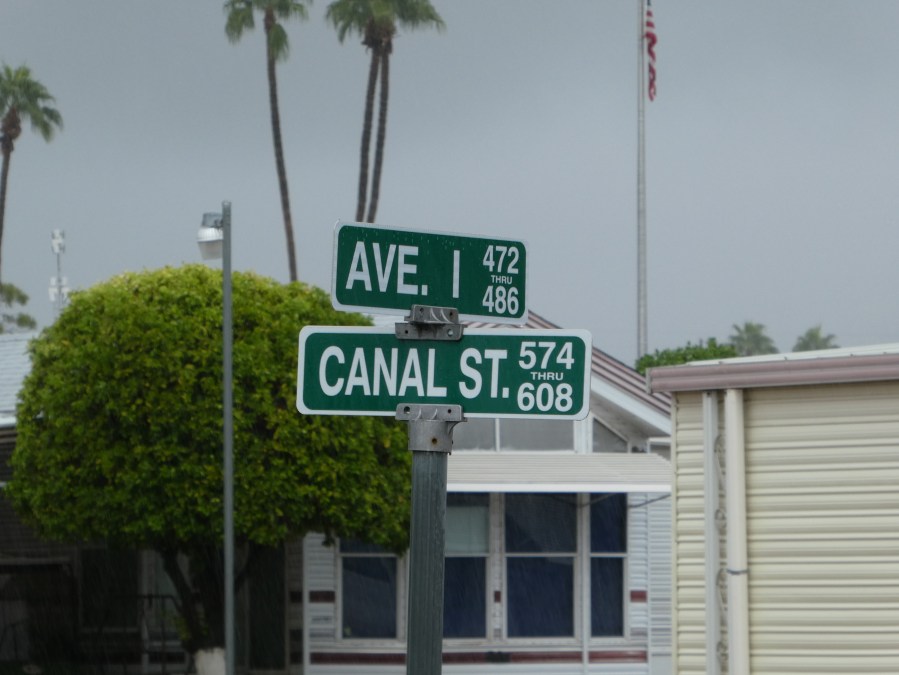 AVE. I 472
THRU
486
CANAL ST. 574
THRU
608